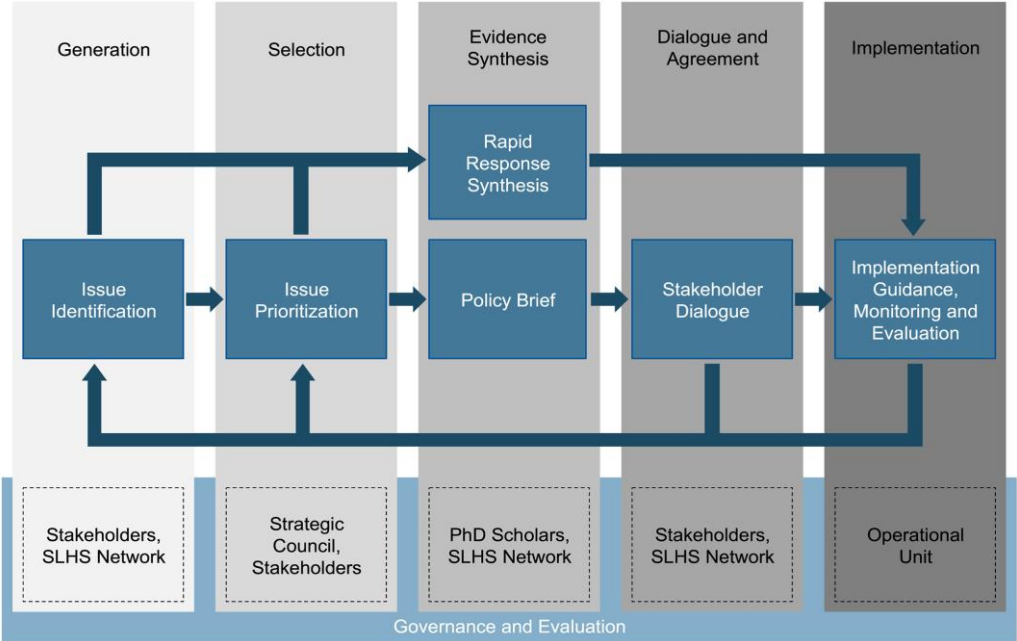 Generation
Selection
Evidence
Synthesis
Dialogue and
Agreement
Implementation
Rapid
Response
Synthesis
Issue
Identification
Issue
Prioritization
Policy Brief
Stakeholder
Dialogue
Implementation
Guidance,
Monitoring and
Evaluation
Stakeholders,
SLHS Network
Strategic
Council,
Stakeholders
PhD Scholars,
SLHS Network
Stakeholders,
SLHS Network
Operational
Unit
Governance and Evaluation